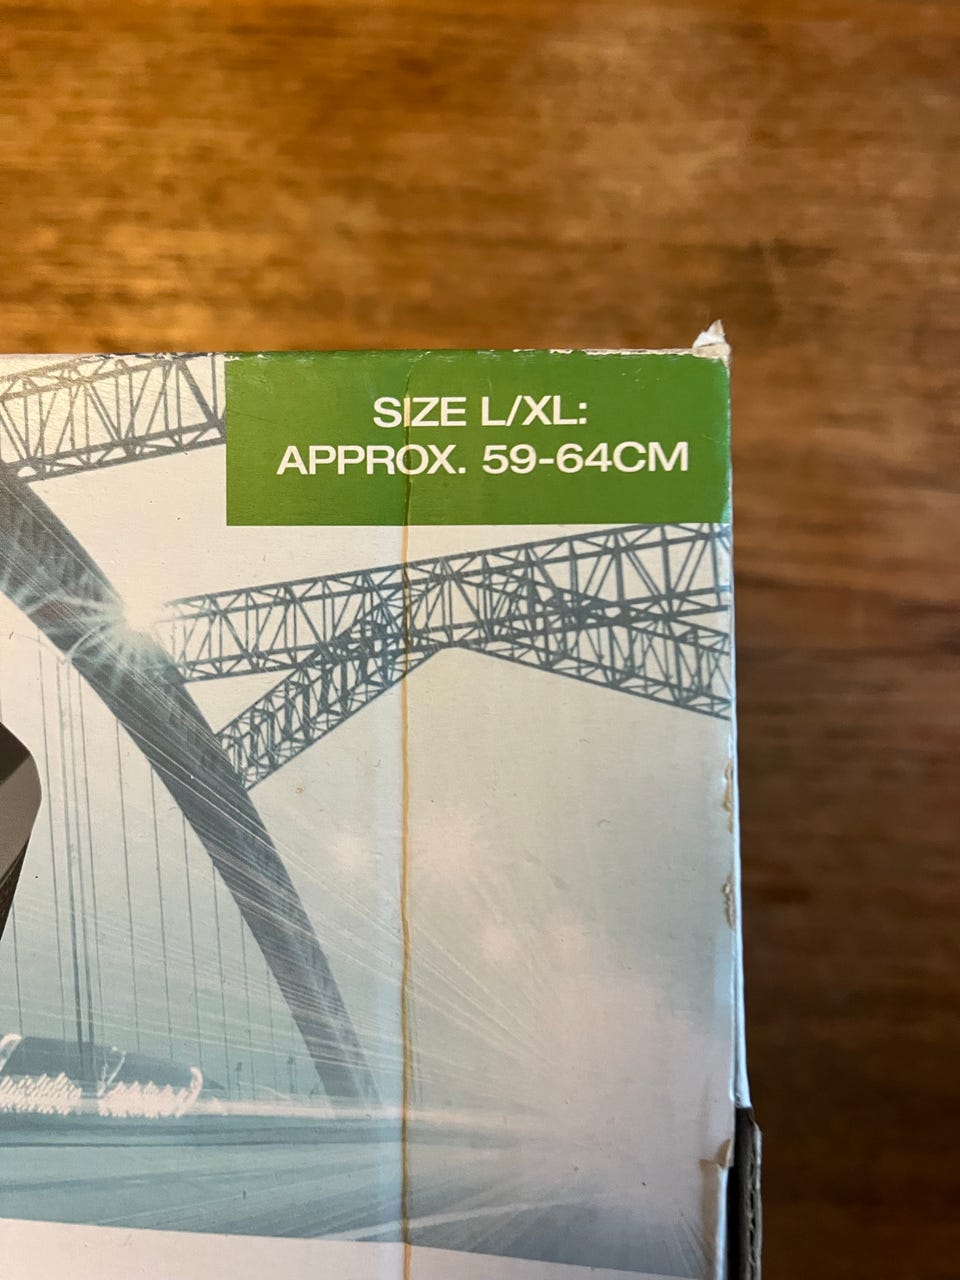 SIZE L/XL:
APPROX. 59-64CM